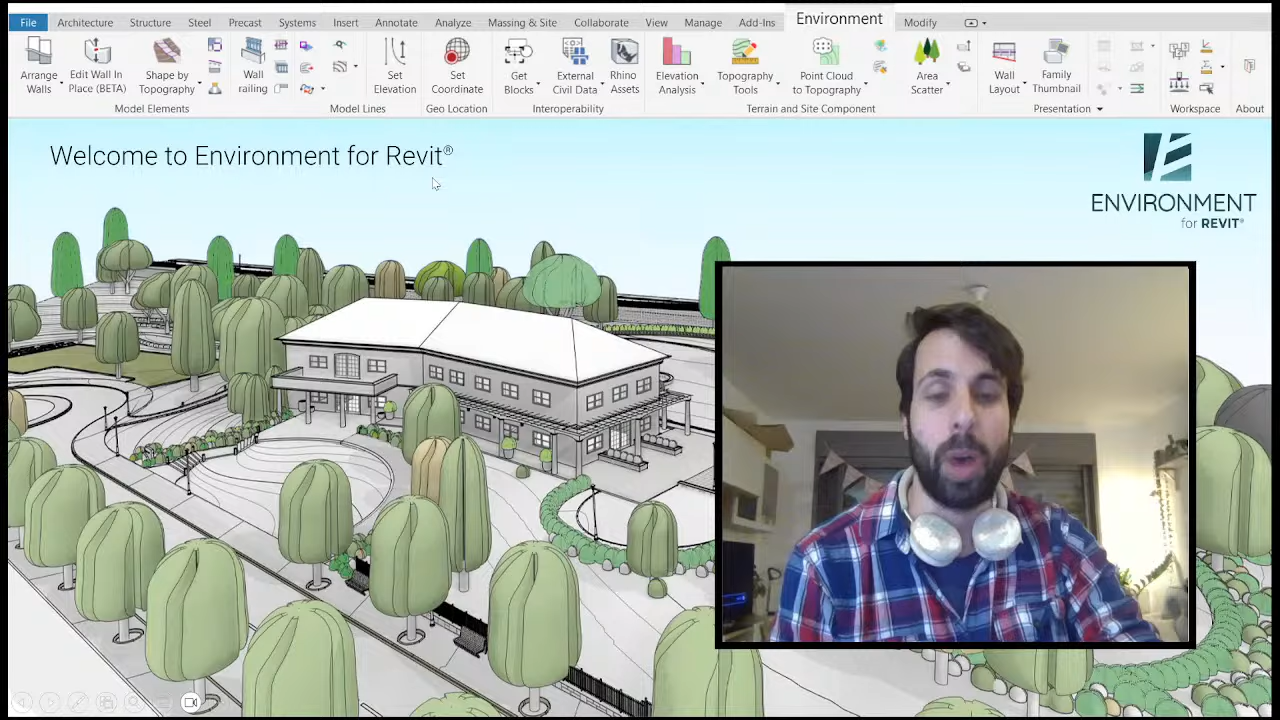 File Architecture Structure Steel Precast Systems Insert Annotate Analyze Massing & Site Collaborate View Manage Add-Ins Environment Modify
Arrange Walls
Edit Wall In Place (BETA)
Shape by Topography
Wall railing
Set Elevation
Set Cordinations
Get Blocks
External Civil Data
Rhino Assets
Elevation Analysis
Topography Tools
Point Cloud to Topography
Area Scatter
Wall Layout
Family Thumbnail
Model Elements
Model Lines
Geo Location
Interoperability
Terrain and Site Component
Presentation
Workspace
About
Welcome to Environment for Revit®
ENVIRONMENT
for REVIT®